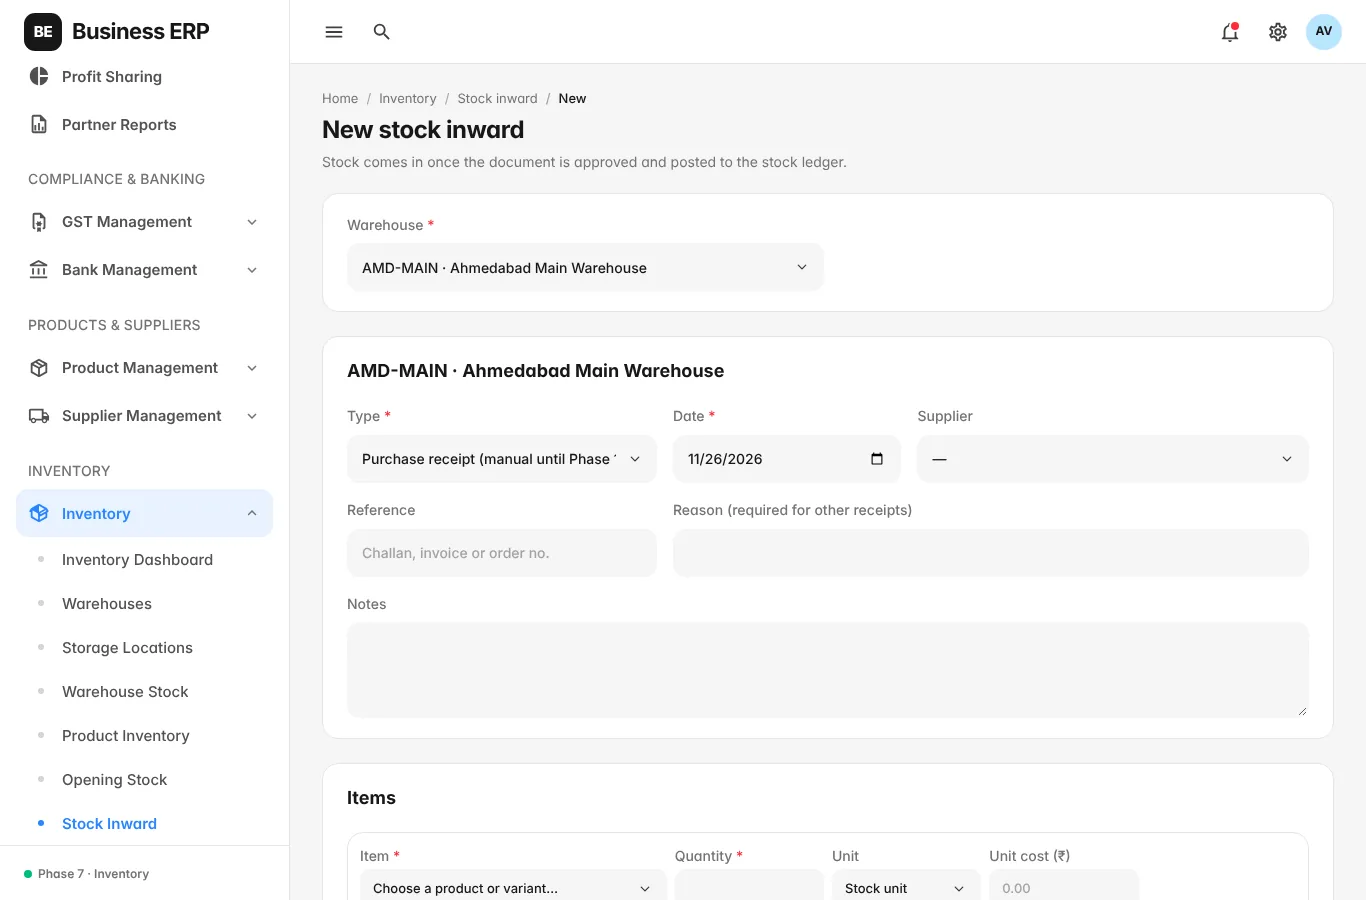 BE Business ERP
Profit Sharing
Partner Reports
COMPLIANCE & BANKING
GST Management
Bank Management
PRODUCTS & SUPPLIERS
Product Management
Supplier Management
INVENTORY
Inventory
Inventory Dashboard
Warehouses
Storage Locations
Warehouse Stock
Product Inventory
Opening Stock
Stock Inward
Phase 7 · Inventory
AV
Home / Inventory / Stock inward / New
New stock inward
Stock comes in once the document is approved and posted to the stock ledger.
Warehouse *
AMD-MAIN · Ahmedabad Main Warehouse
AMD-MAIN · Ahmedabad Main Warehouse
Type * Date * Supplier
Purchase receipt (manual until Phase 11/26/2026 —
Reference Reason (required for other receipts)
Challan, invoice or order no.
Notes
Items
Item * Quantity * Unit Unit cost (₹)
Choose a product or variant... Stock unit 0.00